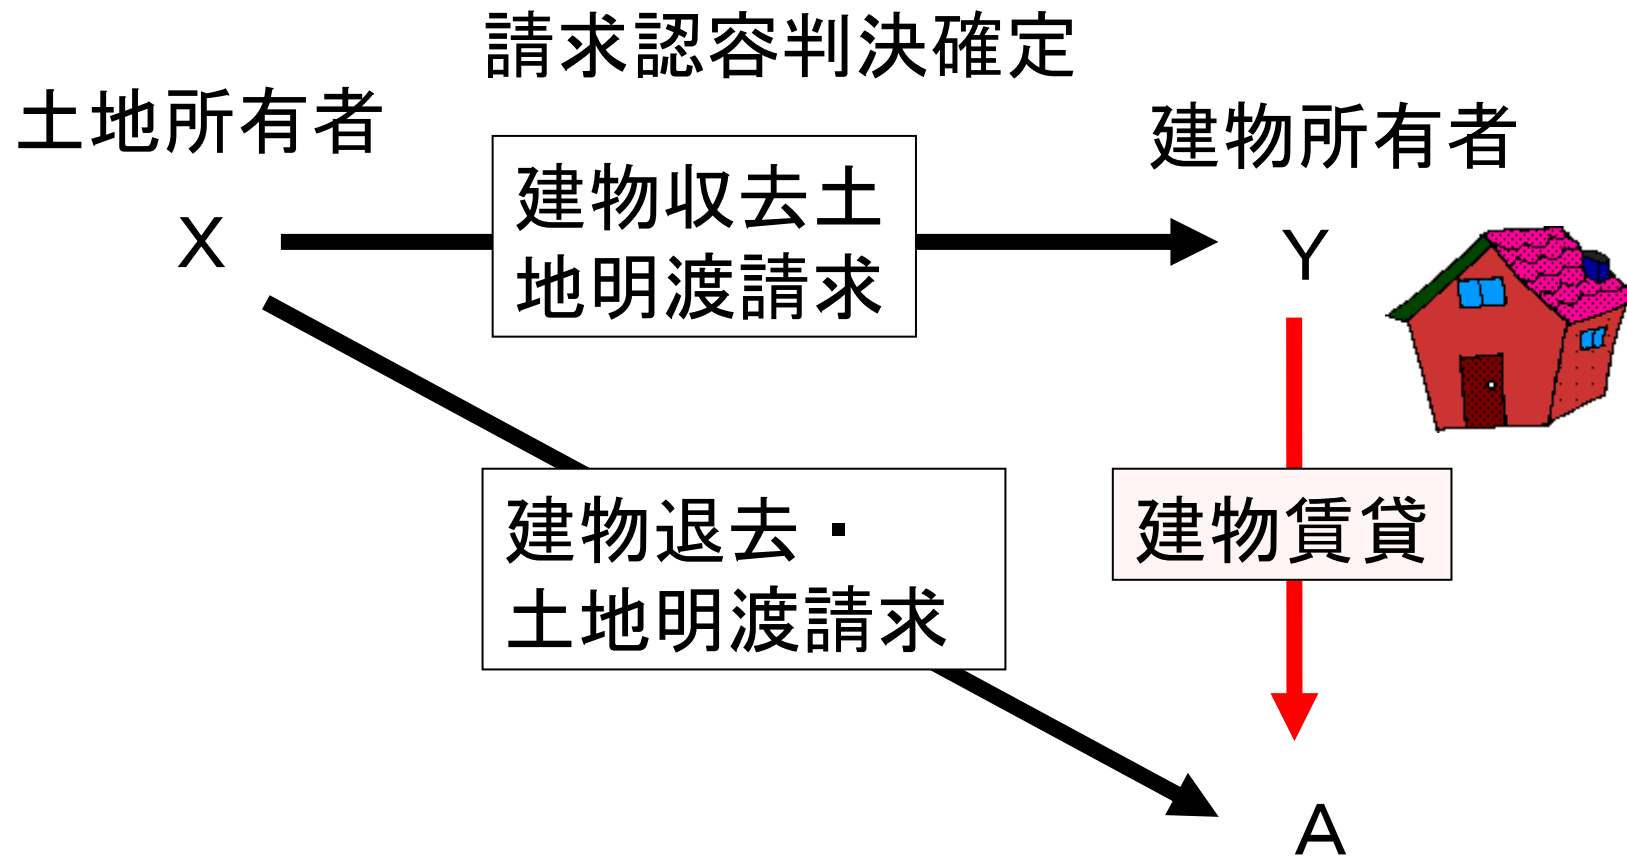 請求認容判決確定
土地所有者
建物所有者
建物収去土
地明渡請求
X
Y
建物退去・
土地明渡請求
建物賃貸
A